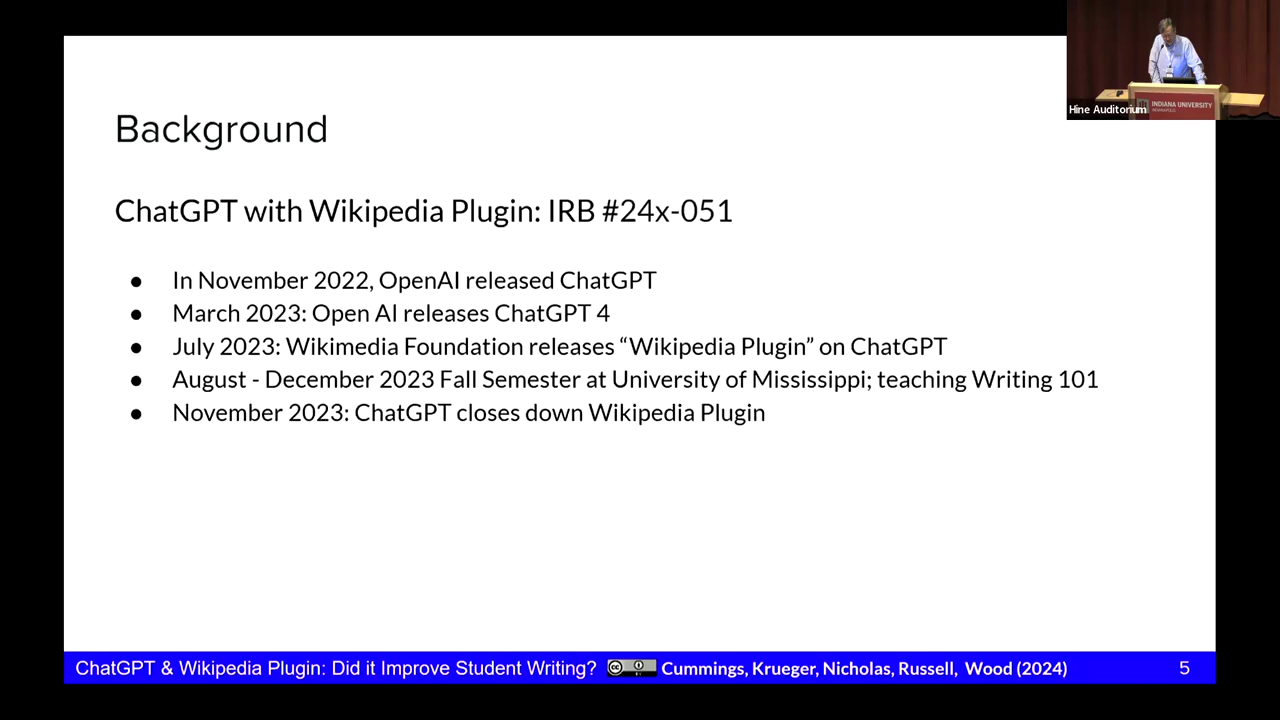 Background
ChatGPT with Wikipedia Plugin: IRB #24x-051
● In November 2022, OpenAI released ChatGPT
● March 2023: Open AI releases ChatGPT 4
● July 2023: Wikimedia Foundation releases “Wikipedia Plugin” on ChatGPT
● August - December 2023 Fall Semester at University of Mississippi; teaching Writing 101
● November 2023: ChatGPT closes down Wikipedia Plugin
Hine Auditorium
INDIANA UNIVERSITY
INDIANAPOLIS
ChatGPT & Wikipedia Plugin: Did it Improve Student Writing? cc Cummings, Krueger, Nicholas, Russell, Wood (2024) 5